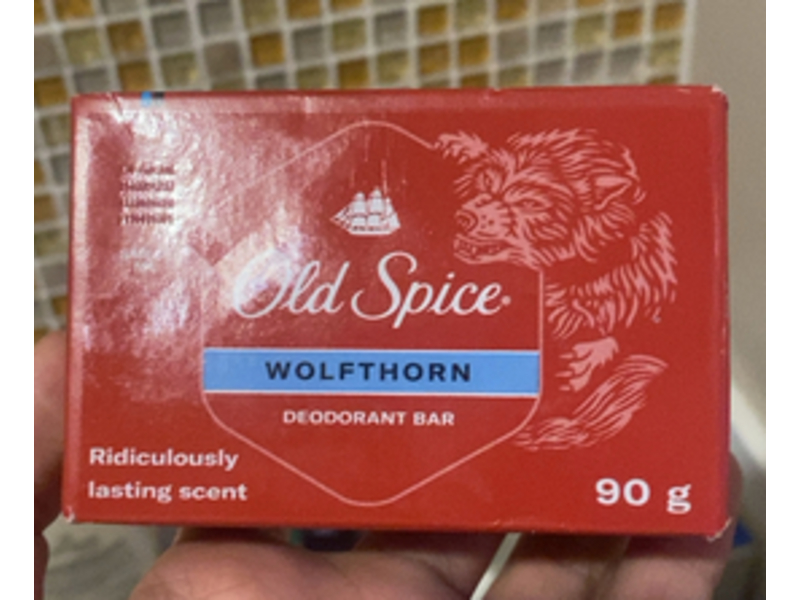 Old Spice
WOLFTHORN
DEODORANT BAR
Ridiculously
lasting scent
90 g